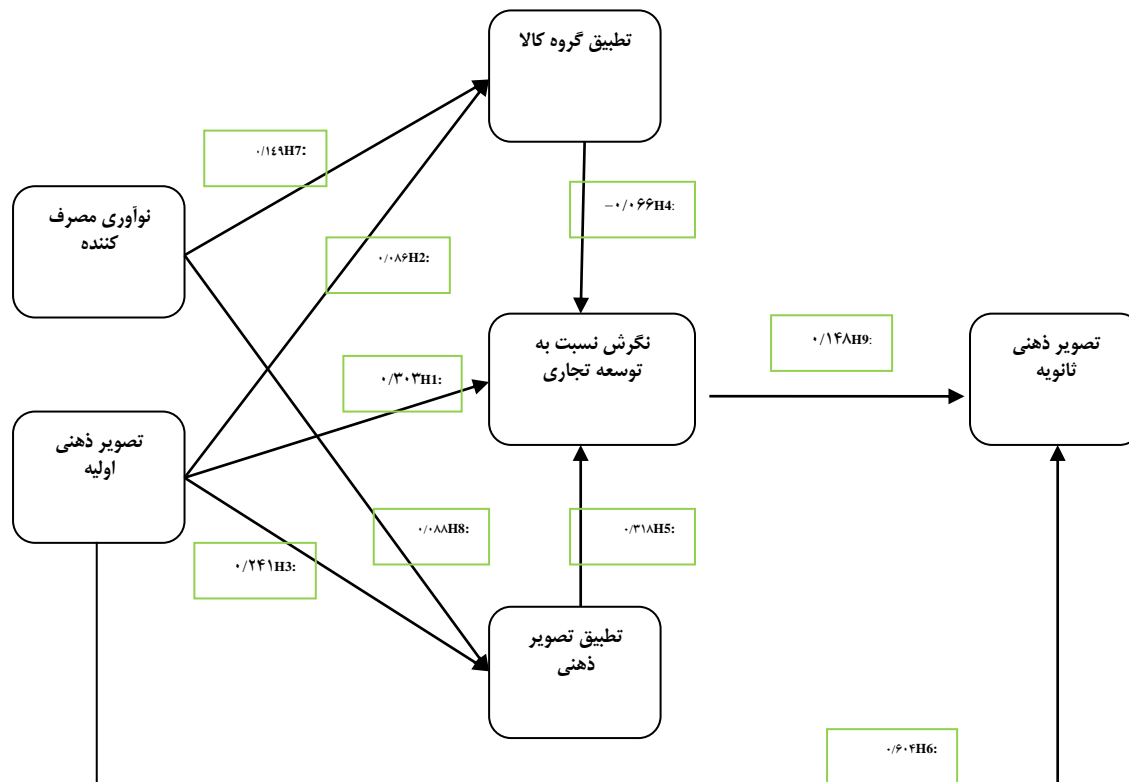 تطبیق گروه کالا
۰/۱٤۹H7:
-۰/۰۶۶H4:
نوآوری مصرف
کننده
۰/۰۸۶H2:
نگرش نسبت به
توسعه تجاری
۰/۱۴۸H9:
تصویر ذهنی
ثانویه
۰/۳۰۳H1:
تصویر ذهنی
اولیه
۰/۰۸۸H8:
۰/۳۱۸H5:
۰/۲۴۱H3:
تطبیق تصویر
ذهنی
۰/۶۰۴H6: